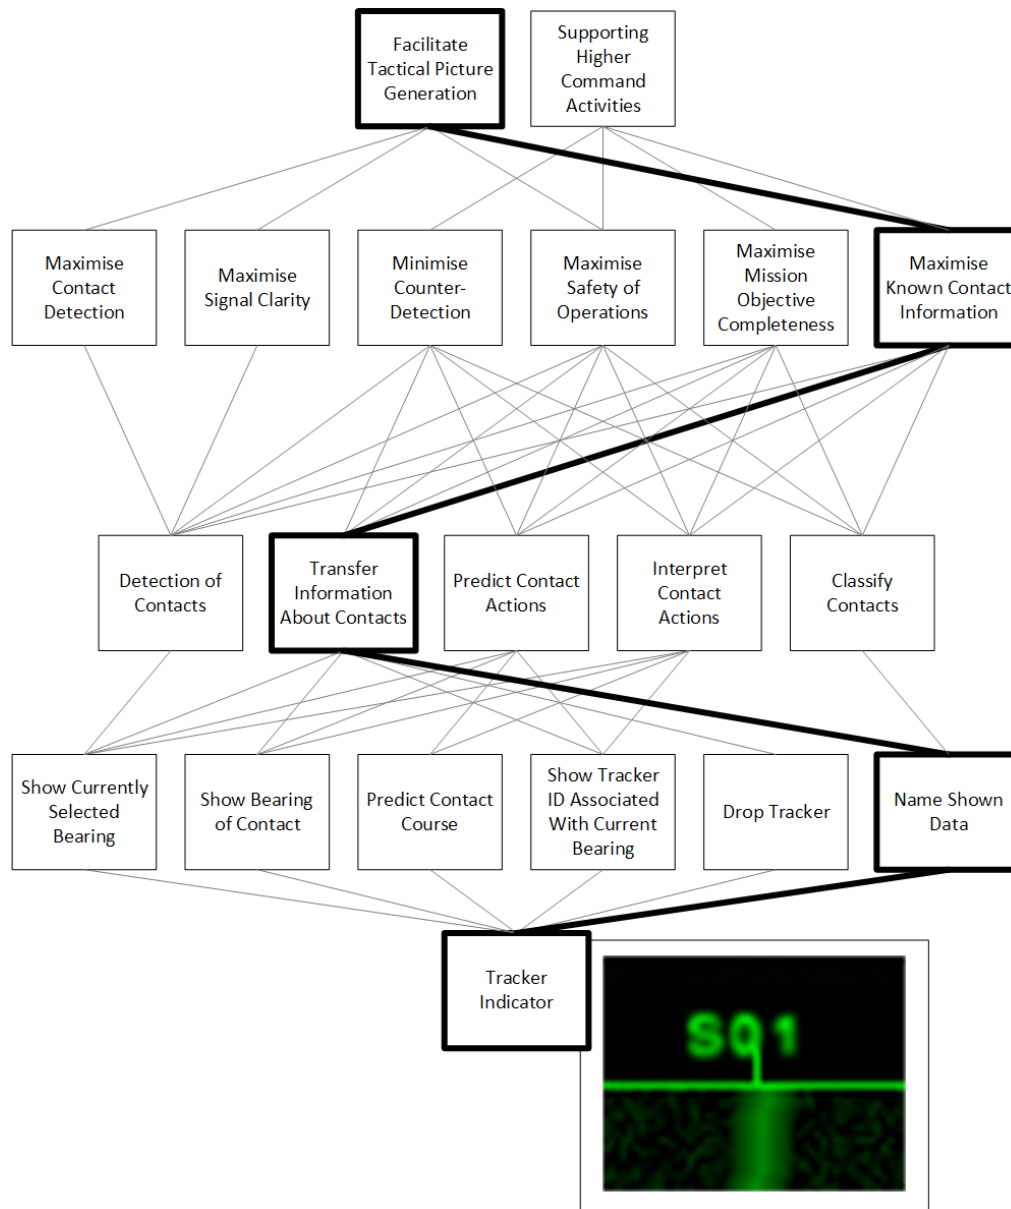 Facilitate
Tactical Picture
Generation
Supporting
Higher
Command
Activities
Maximise
Contact
Detection
Maximise
Signal Clarity
Minimise
Counter-
Detection
Maximise
Safety of
Operations
Maximise
Mission
Objective
Completeness
Maximise
Known Contact
Information
Detection of
Contacts
Transfer
Information
About Contacts
Predict Contact
Actions
Interpret
Contact
Actions
Classify
Contacts
Show Currently
Selected
Bearing
Show Bearing
of Contact
Predict Contact
Course
Show Tracker
ID Associated
With Current
Bearing
Drop Tracker
Name Shown
Data
Tracker
Indicator
S01